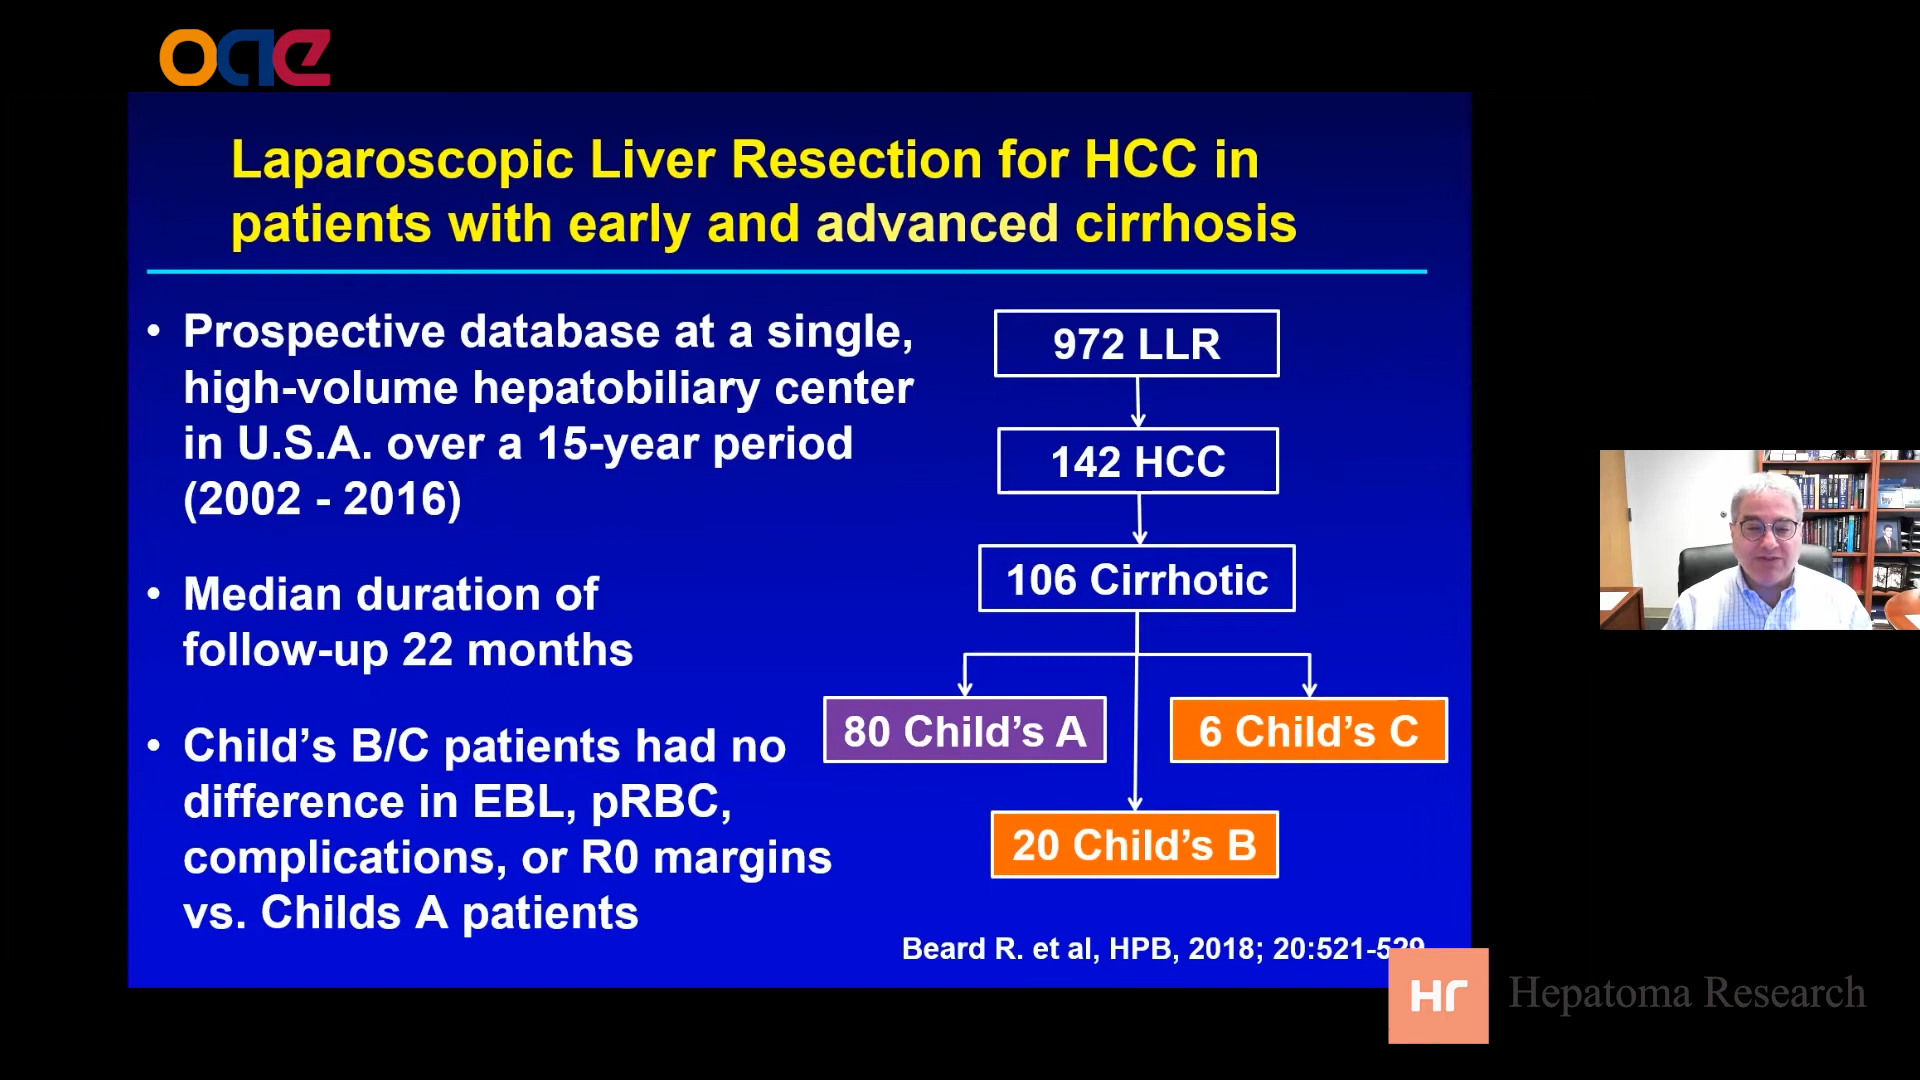 oae
Laparoscopic Liver Resection for HCC in
patients with early and advanced cirrhosis
• Prospective database at a single,
high-volume hepatobiliary center
in U.S.A. over a 15-year period
(2002 - 2016)
• Median duration of
follow-up 22 months
• Child’s B/C patients had no
difference in EBL, pRBC,
complications, or R0 margins
vs. Childs A patients
972 LLR
142 HCC
106 Cirrhotic
80 Child’s A
6 Child’s C
20 Child’s B
Beard R. et al, HPB, 2018; 20:521-529
Hr
Hepatoma Research